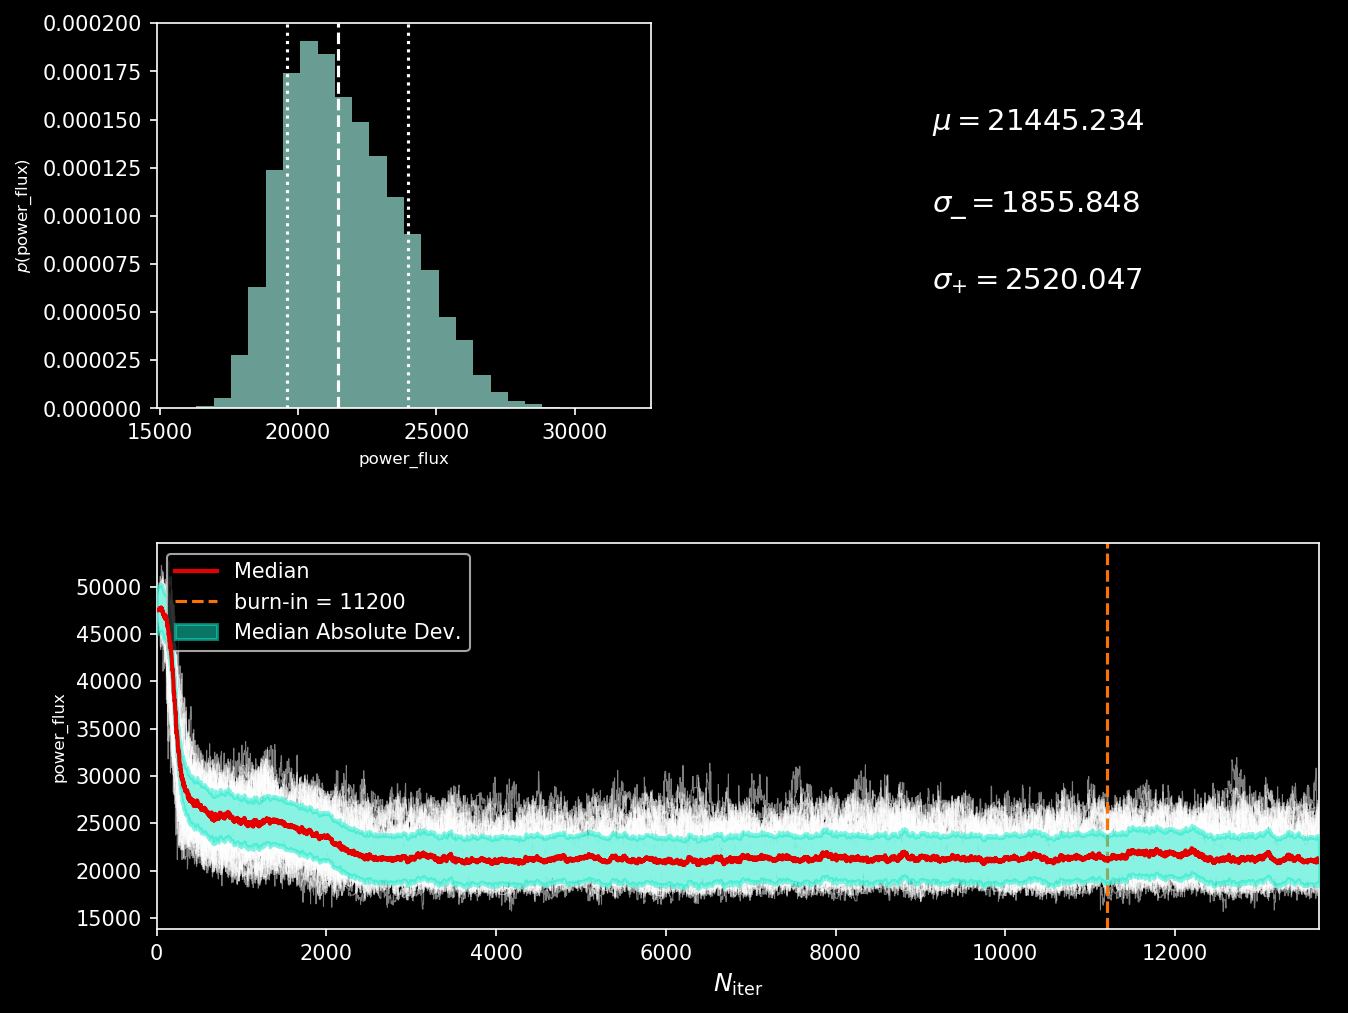 0.000200
0.000175
0.000150
0.000125
0.000100
0.000075
0.000050
0.000025
0.000000
p(power_flux)
15000 20000 25000 30000
power_flux
μ = 21445.234
σ_ = 1855.848
σ+ = 2520.047
50000
45000
40000
35000
30000
25000
20000
15000
power_flux
Median
burn-in = 11200
Median Absolute Dev.
0 2000 4000 6000 8000 10000 12000
Niter